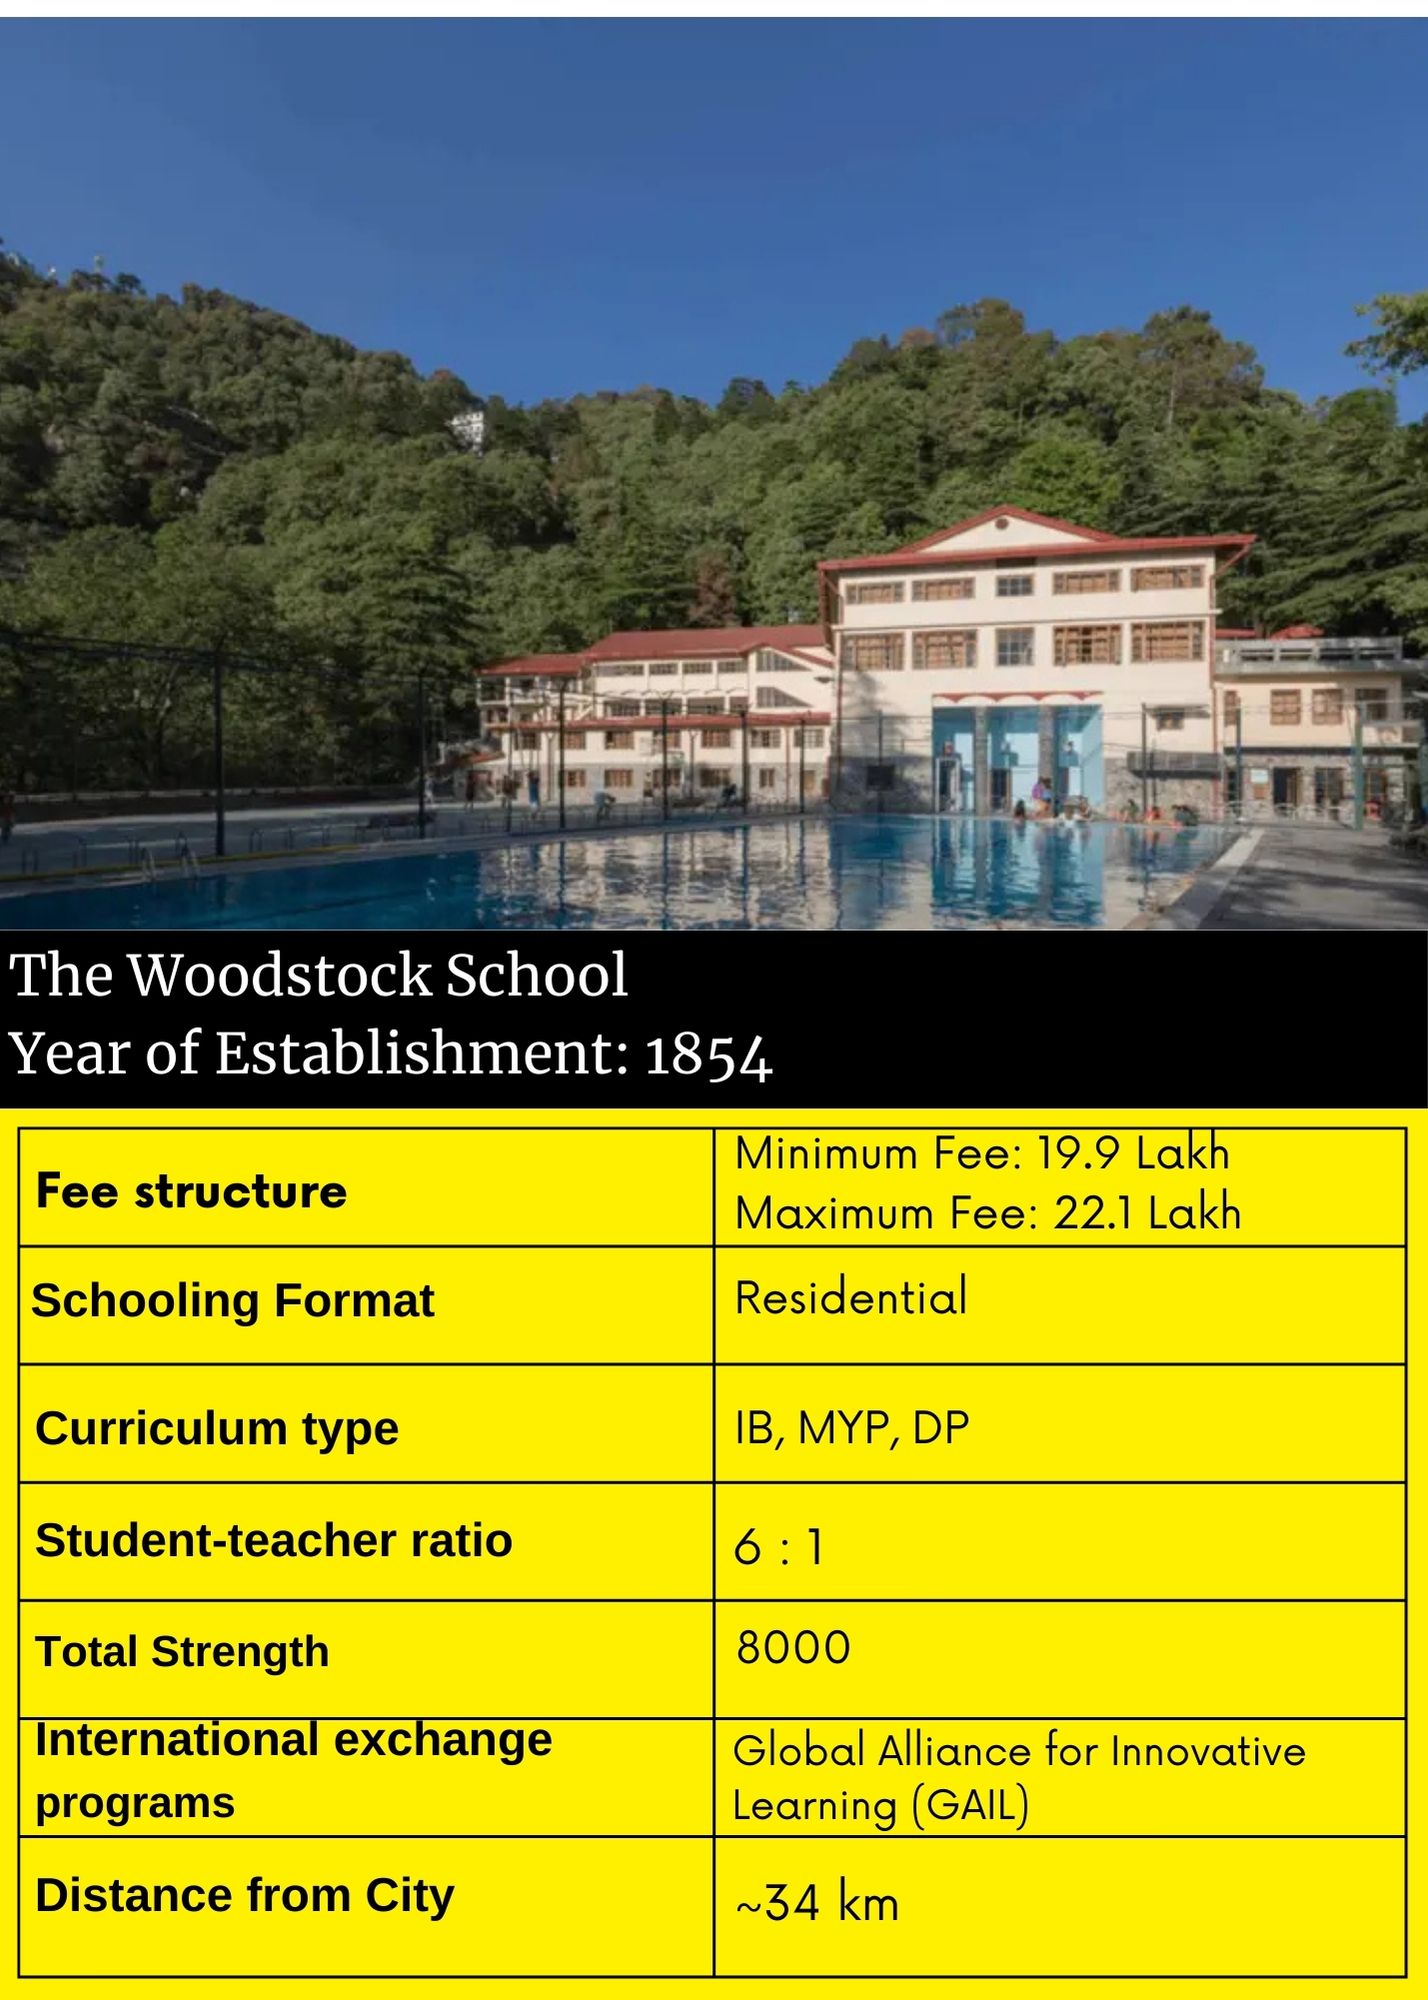 The Woodstock School
Year of Establishment: 1854
Fee structure
Minimum Fee: 19.9 Lakh
Maximum Fee: 22.1 Lakh
Schooling Format
Residential
Curriculum type
IB, MYP, DP
Student-teacher ratio
6 : 1
Total Strength
8000
International exchange
programs
Global Alliance for Innovative
Learning (GAIL)
Distance from City
~34 km